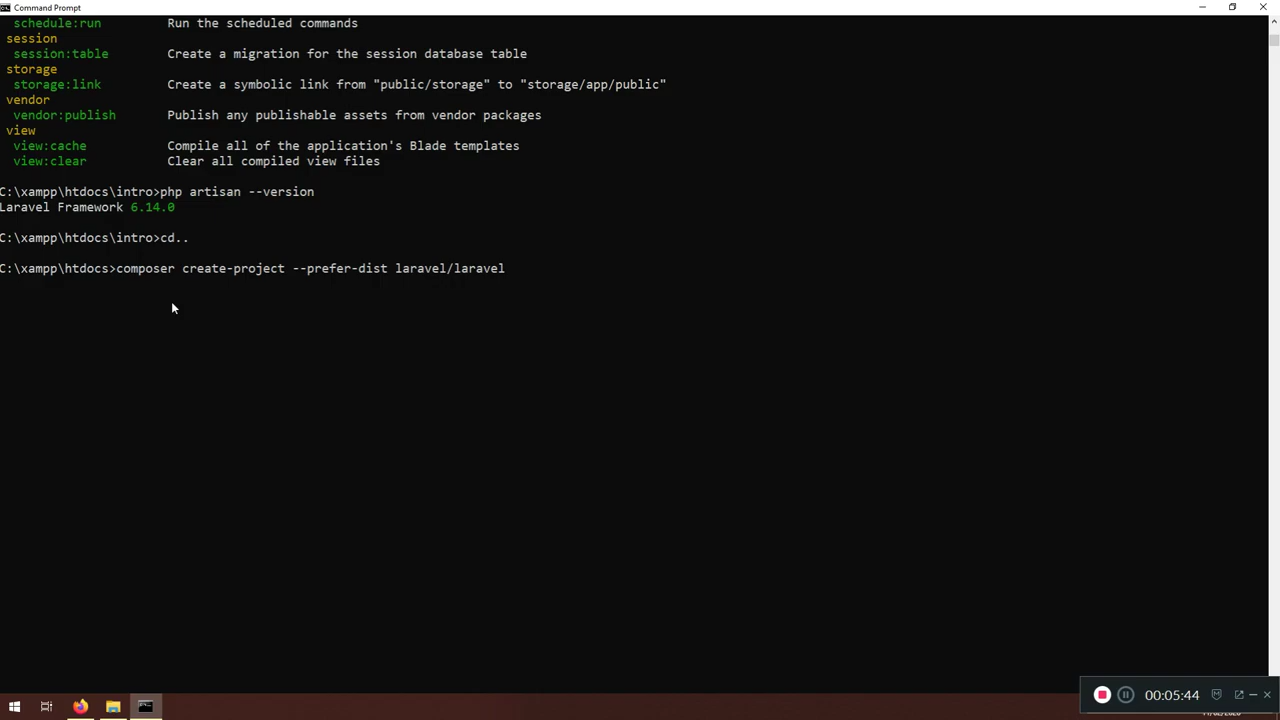 Command Prompt
schedule:run Run the scheduled commands
session
session:table Create a migration for the session database table
storage
storage:link Create a symbolic link from "public/storage" to "storage/app/public"
vendor
vendor:publish Publish any publishable assets from vendor packages
view
view:cache Compile all of the application's Blade templates
view:clear Clear all compiled view files
C:\xampp\htdocs\intro>php artisan --version
Laravel Framework 6.14.0
C:\xampp\htdocs\intro>cd..
C:\xampp\htdocs>composer create-project --prefer-dist laravel/laravel
00:05:44